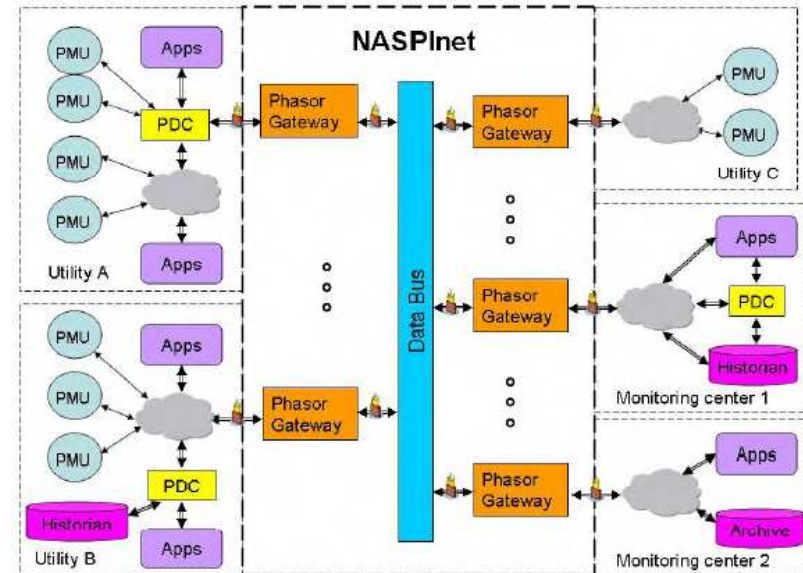 NASPInet
PMU
PMU
PMU
PMU
Apps
PDC
Apps
Utility A
PMU
PMU
PMU
Apps
PDC
Historian
Apps
Utility B
Phasor
Gateway
Phasor
Gateway
Data Bus
Phasor
Gateway
Phasor
Gateway
Phasor
Gateway
PMU
PMU
Utility C
Apps
PDC
Historian
Monitoring center 1
Apps
Archive
Monitoring center 2